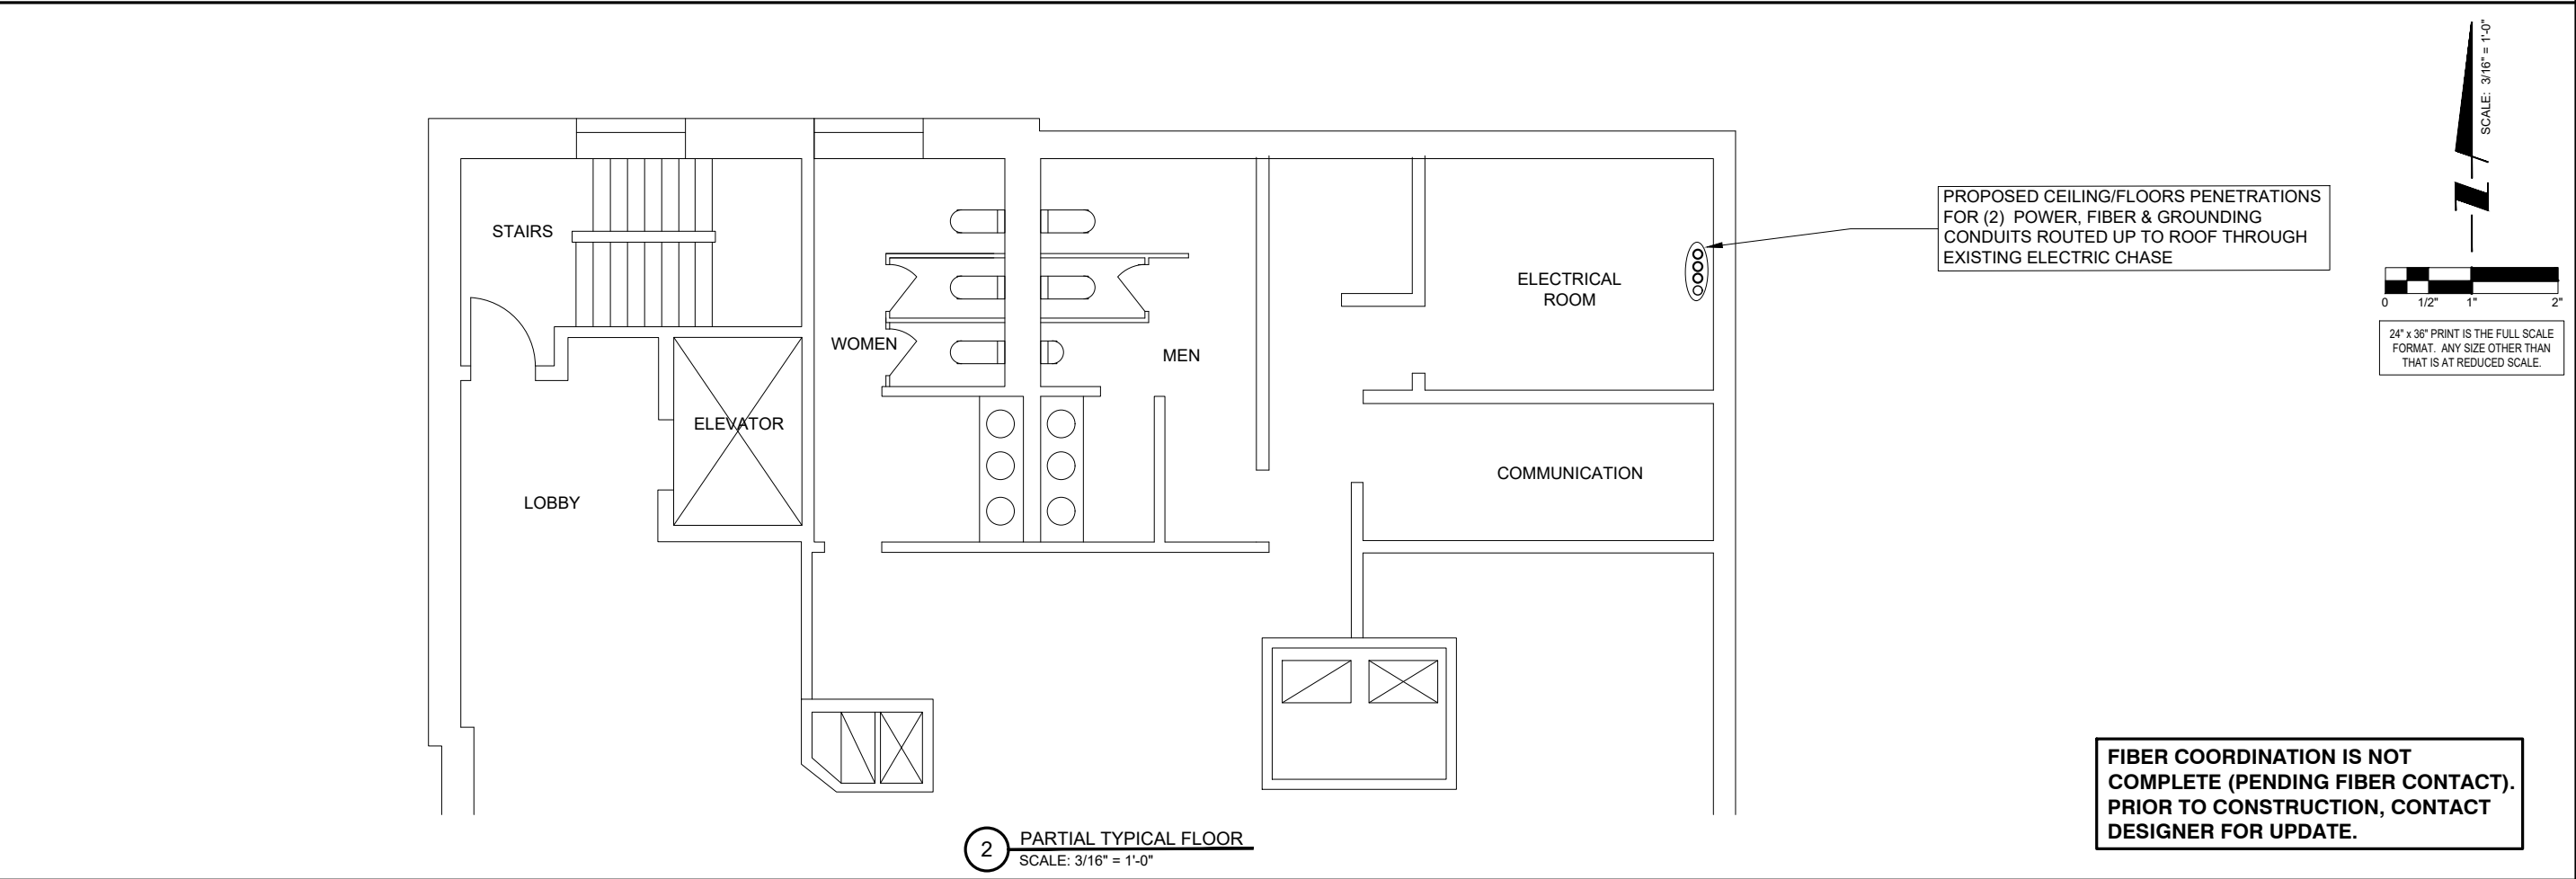 SCALE: 3/16" = 1'-0"
PROPOSED CEILING/FLOORS PENETRATIONS
FOR (2) POWER, FIBER & GROUNDING
CONDUITS ROUTED UP TO ROOF THROUGH
EXISTING ELECTRIC CHASE
STAIRS
ELECTRICAL
ROOM
0 1/2" 1" 2"
24" x 36" PRINT IS THE FULL SCALE
FORMAT. ANY SIZE OTHER THAN
THAT IS AT REDUCED SCALE.
WOMEN
MEN
ELEVATOR
COMMUNICATION
LOBBY
FIBER COORDINATION IS NOT
COMPLETE (PENDING FIBER CONTACT).
PRIOR TO CONSTRUCTION, CONTACT
DESIGNER FOR UPDATE.
2 PARTIAL TYPICAL FLOOR
SCALE: 3/16" = 1'-0"
N